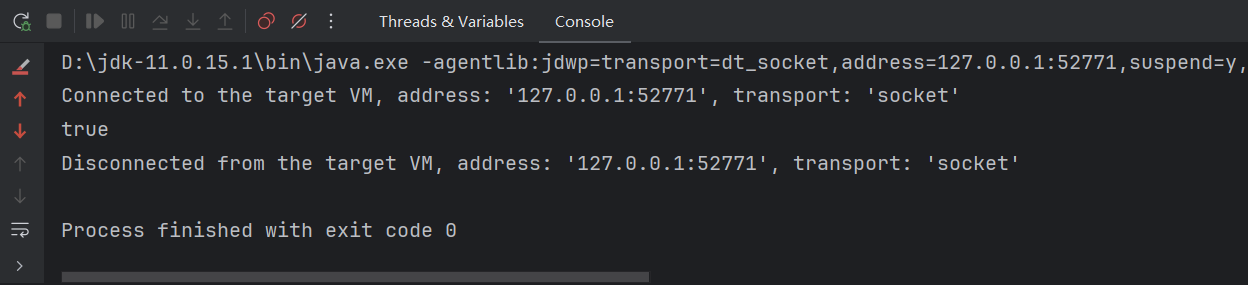 Threads & Variables Console
D:\jdk-11.0.15.1\bin\java.exe -agentlib:jdwp=transport=dt_socket,address=127.0.0.1:52771,suspend=y,
Connected to the target VM, address: '127.0.0.1:52771', transport: 'socket'
true
Disconnected from the target VM, address: '127.0.0.1:52771', transport: 'socket'
Process finished with exit code 0